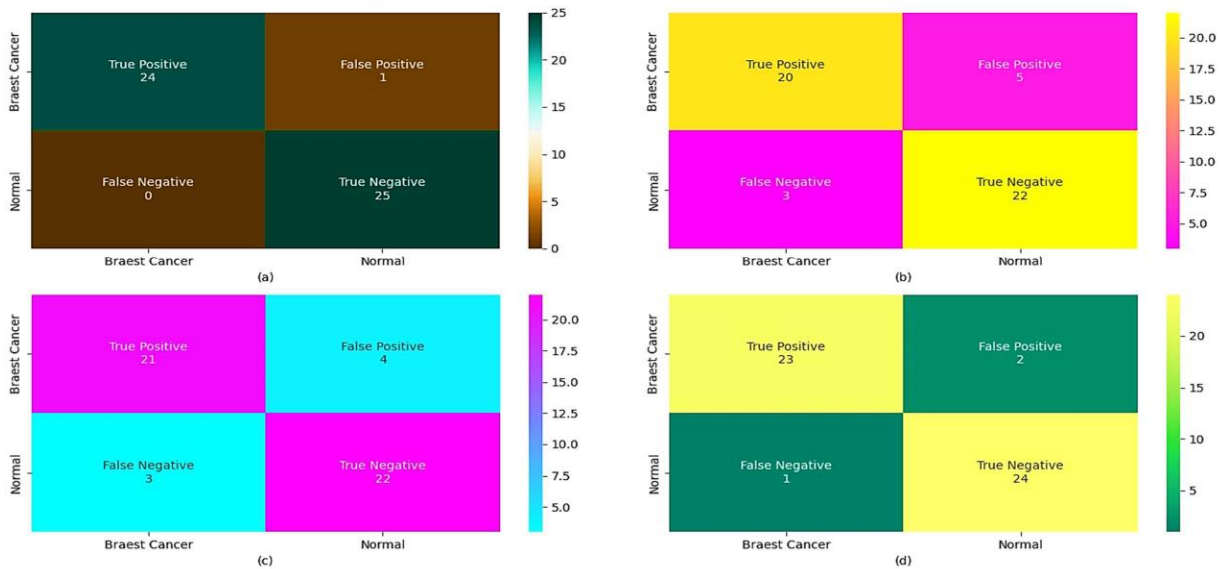 Braest Cancer
Normal
True Positive
24
False Positive
1
False Negative
0
True Negative
25
25
20
15
10
5
0
Braest Cancer
Normal
(a)
Braest Cancer
Normal
True Positive
20
False Positive
5
False Negative
3
True Negative
22
20.0
17.5
15.0
12.5
10.0
7.5
5.0
Braest Cancer
Normal
(b)
Braest Cancer
Normal
True Positive
21
False Positive
4
False Negative
3
True Negative
22
20.0
17.5
15.0
12.5
10.0
7.5
5.0
Braest Cancer
Normal
(c)
Braest Cancer
Normal
True Positive
23
False Positive
2
False Negative
1
True Negative
24
20
15
10
5
Braest Cancer
Normal
(d)